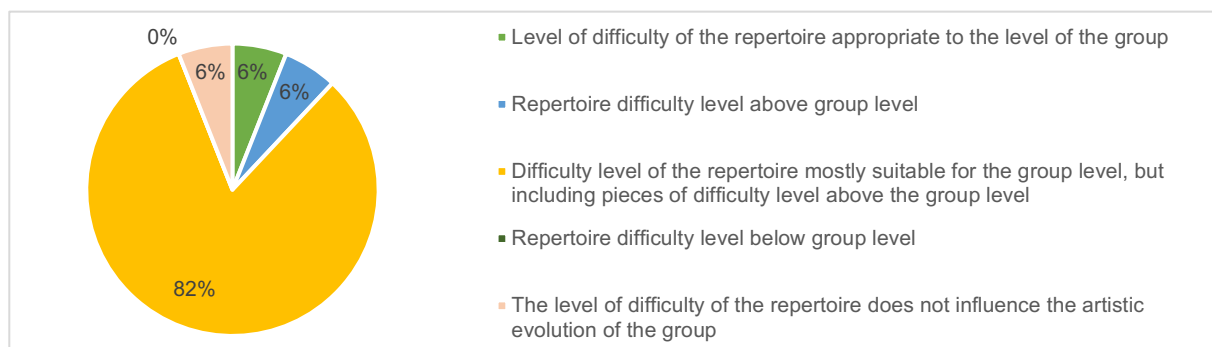 0%
6%
6%
6%
82%
Level of difficulty of the repertoire appropriate to the level of the group
Repertoire difficulty level above group level
Difficulty level of the repertoire mostly suitable for the group level, but
including pieces of difficulty level above the group level
Repertoire difficulty level below group level
The level of difficulty of the repertoire does not influence the artistic
evolution of the group